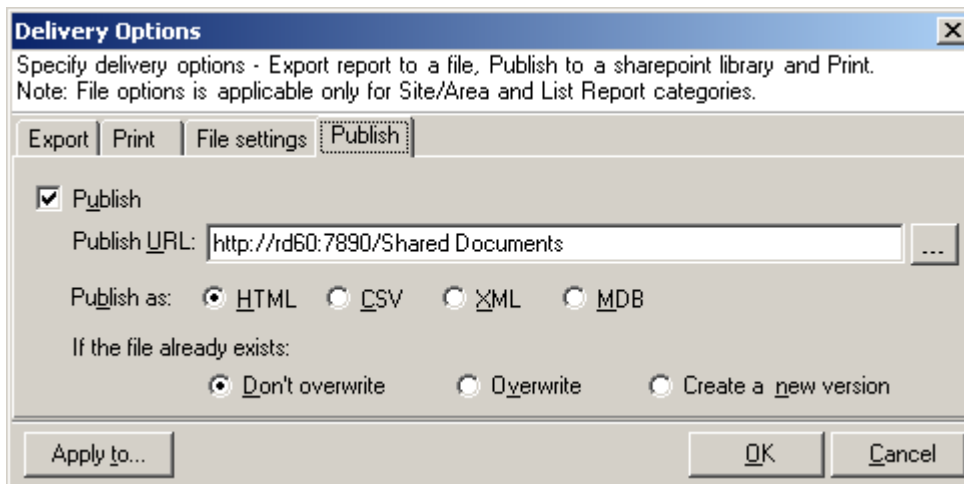 Delivery Options
Specify delivery options - Export report to a file, Publish to a sharepoint library and Print.
Note: File options is applicable only for Site/Area and List Report categories.
Export Print File settings Publish
Publish
Publish URL: http://rd60:7890/Shared Documents ...
Publish as: HTML CSV XML MDB
If the file already exists:
Don't overwrite Overwrite Create a new version
Apply to... OK Cancel